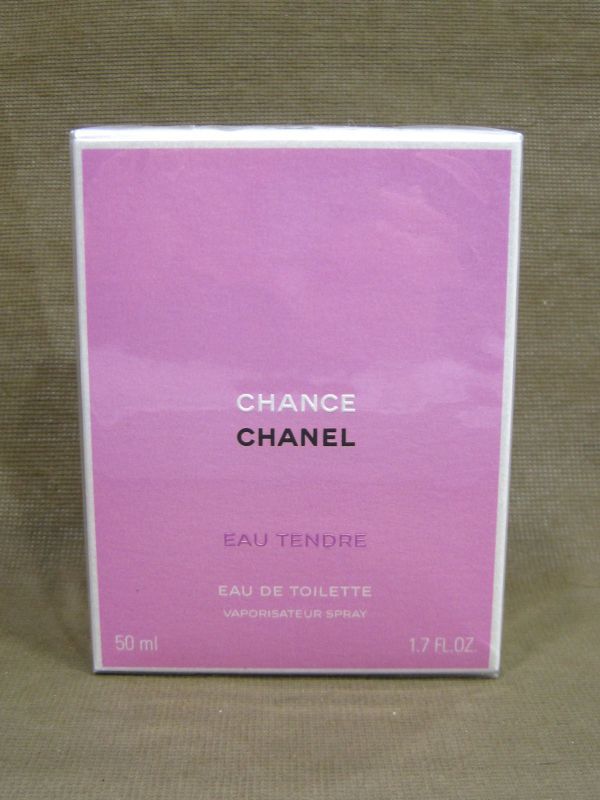 CHANCE
CHANEL
EAU TENDRE
EAU DE TOILETTE
VAPORISATEUR SPRAY
50 ml 1.7 FL.OZ.